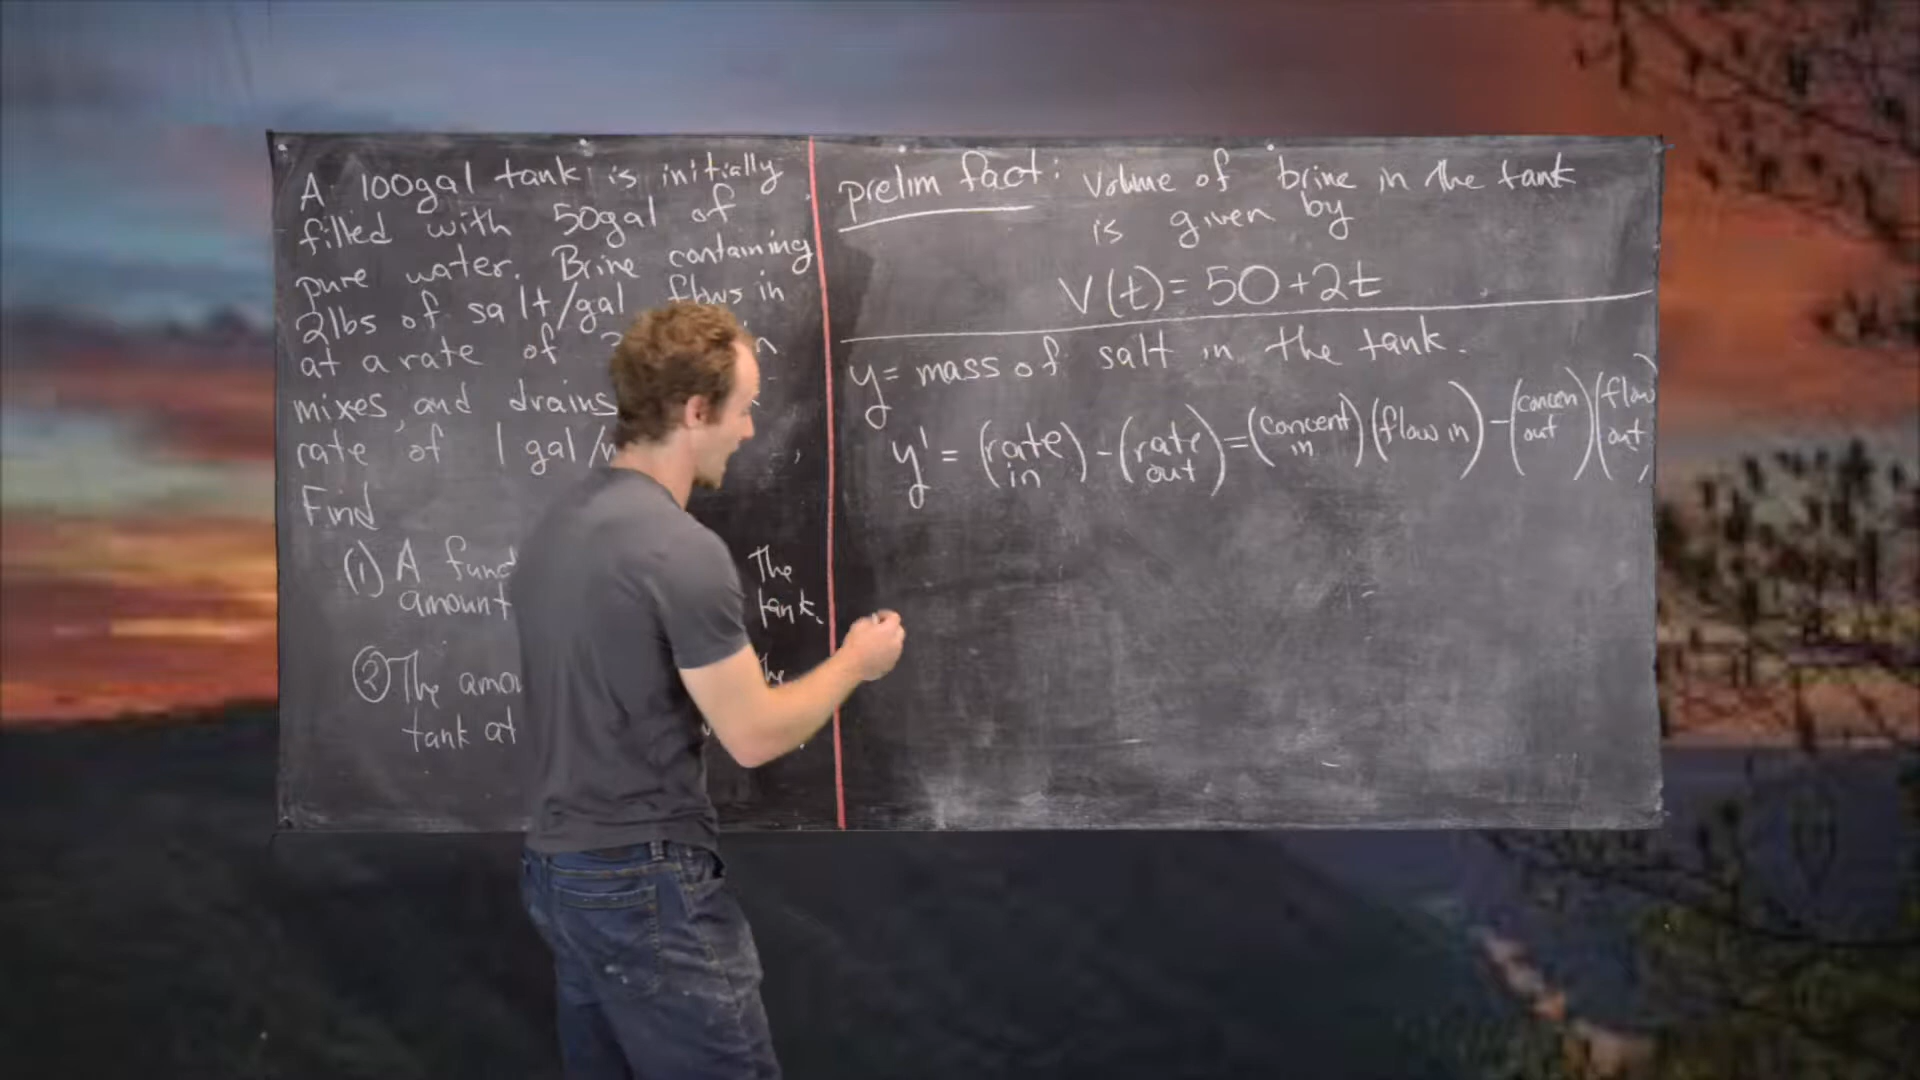 A 100gal tank is initially
filled with 50gal of
pure water. Brine containing
2lbs of salt/gal flows in
at a rate of
mixes, and drains
rate of 1 gal/
Find
(1) A
amount
the
tank.
② The
tank at
prelim fact: Volume of brine in the tank
is given by
V(t) = 50+2t
y = mass of salt in the tank.
y' = (rate in) - (rate out) = (concent in)(flow in) - (concen out)(flow out)